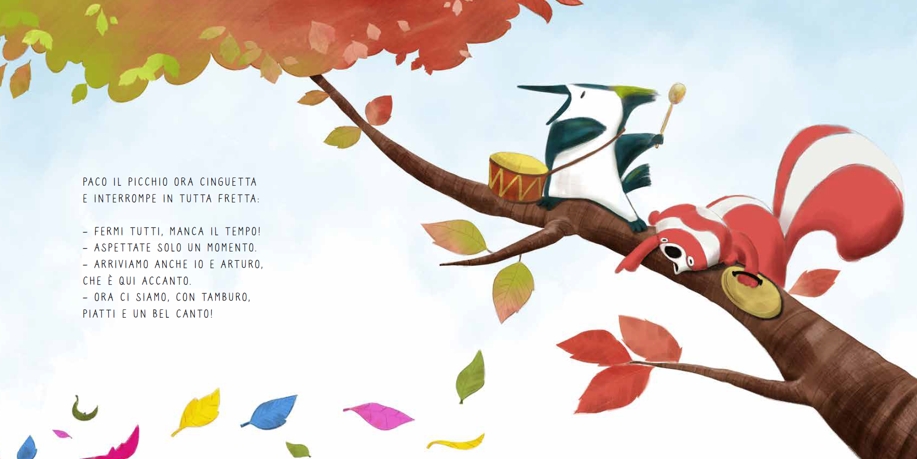 PACO IL PICCHIO ORA CINGUETTA
E INTERROMPE IN TUTTA FRETTA:
– FERMI TUTTI, MANCA IL TEMPO!
– ASPETTATE SOLO UN MOMENTO.
– ARRIVIAMO ANCHE IO E ARTURO,
CHE È QUI ACCANTO.
– ORA CI SIAMO, CON TAMBURO,
PIATTI E UN BEL CANTO!